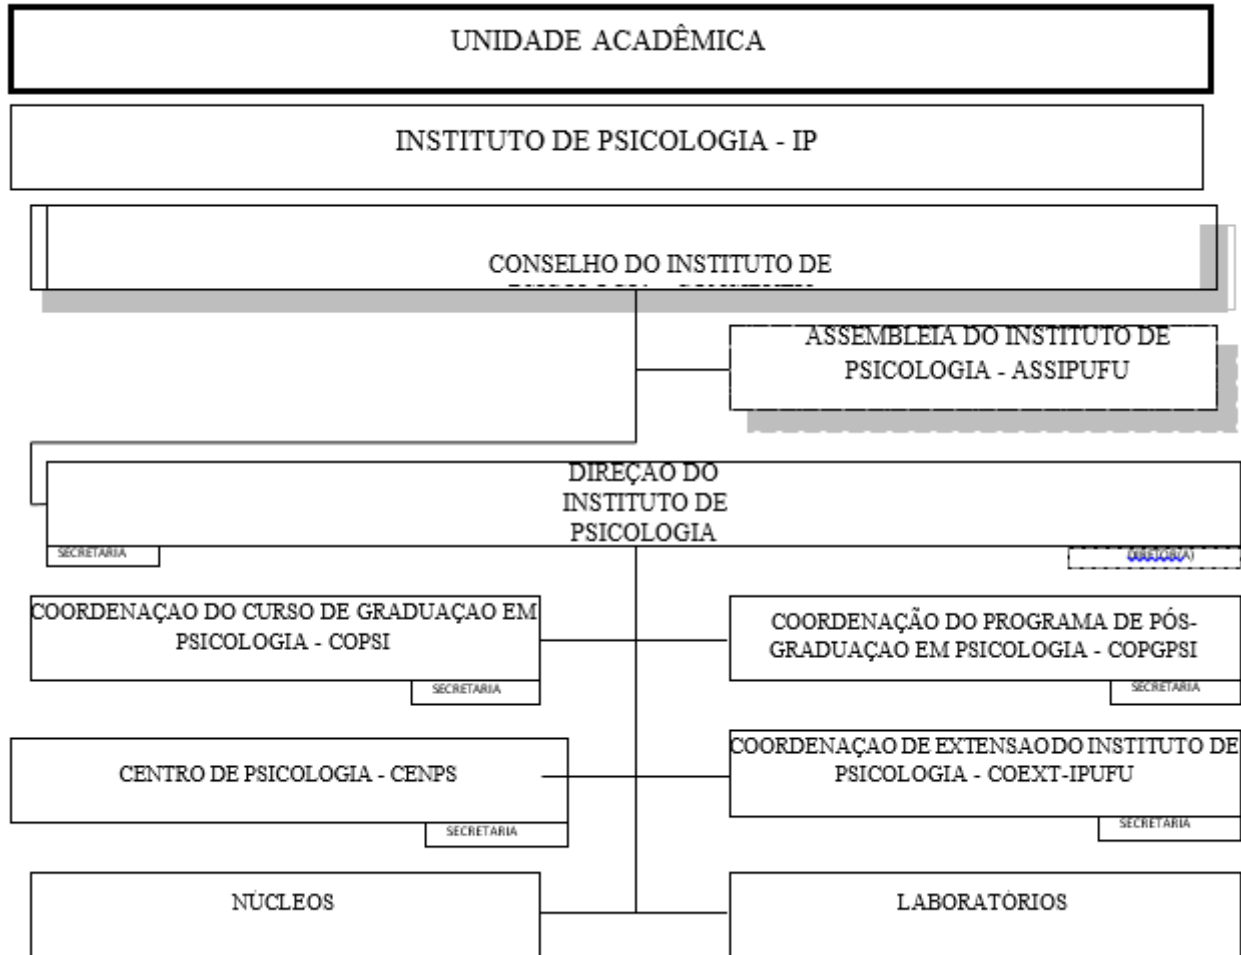 UNIDADE ACADÊMICA
INSTITUTO DE PSICOLOGIA - IP
CONSELHO DO INSTITUTO DE
ASSEMBLEIA DO INSTITUTO DE
PSICOLOGIA - ASSIPUFU
DIREÇÃO DO
INSTITUTO DE
PSICOLOGIA
SECRETARIA
DIRETOR(A)
COORDENAÇAO DO CURSO DE GRADUAÇAO EM
PSICOLOGIA - COPSI
SECRETARIA
COORDENAÇÃO DO PROGRAMA DE PÓS-
GRADUAÇAO EM PSICOLOGIA - COPGPSI
SECRETARIA
CENTRO DE PSICOLOGIA - CENPS
SECRETARIA
COORDENAÇAO DE EXTENSAO DO INSTITUTO DE
PSICOLOGIA - COEXT-IPUFU
SECRETARIA
NÚCLEOS
LABORATÓRIOS